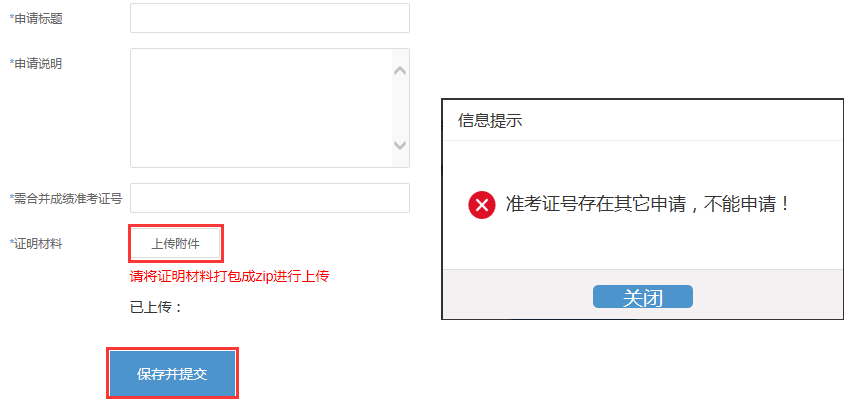 *申请标题
*申请说明
*需合并成绩准考证号
*证明材料
上传附件
请将证明材料打包成zip进行上传
已上传：
保存并提交
信息提示
准考证号存在其它申请，不能申请！
关闭